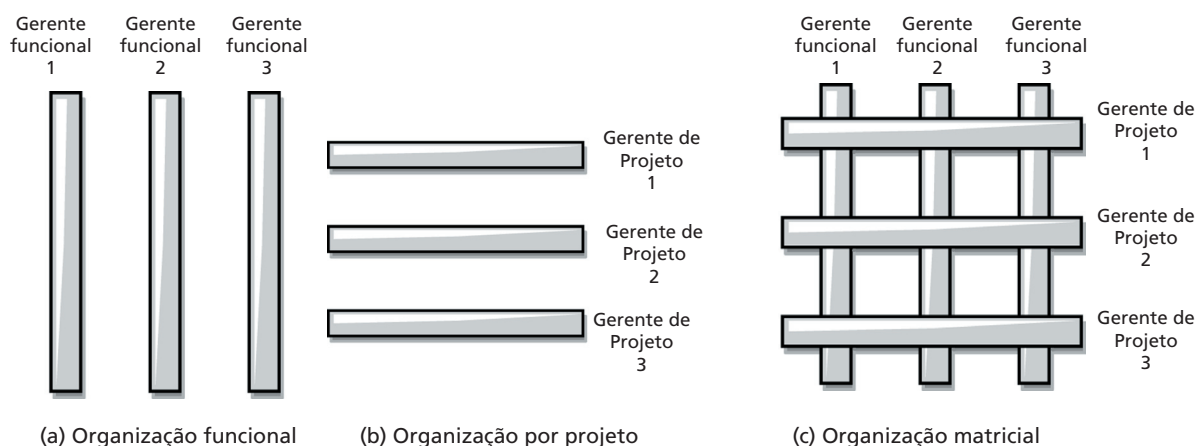 Gerente
funcional
1
Gerente
funcional
2
Gerente
funcional
3
Gerente de
Projeto
1
Gerente de
Projeto
2
Gerente de
Projeto
3
Gerente
funcional
1
Gerente
funcional
2
Gerente
funcional
3
Gerente de
Projeto
1
Gerente de
Projeto
2
Gerente de
Projeto
3
(a) Organização funcional
(b) Organização por projeto
(c) Organização matricial